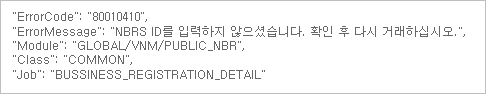 "ErrorCode": "80010410",
"ErrorMessage": "NBRS ID를 입력하지 않으셨습니다. 확인 후 다시 거래하십시오.",
"Module": "GLOBAL/VNM/PUBLIC_NBR",
"Class": "COMMON",
"Job": "BUSSINESS_REGISTRATION_DETAIL"